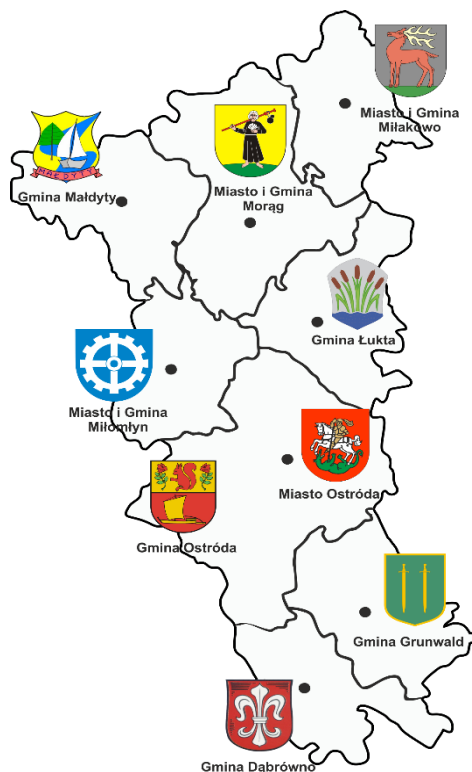 Miasto i Gmina
Miłakowo
MAŁDYTY
Gmina Małdyty
Miasto i Gmina
Morąg
Gmina Łukta
Miasto i Gmina
Miłomłyn
Miasto Ostróda
Gmina Ostróda
Gmina Grunwald
Gmina Dąbrówno